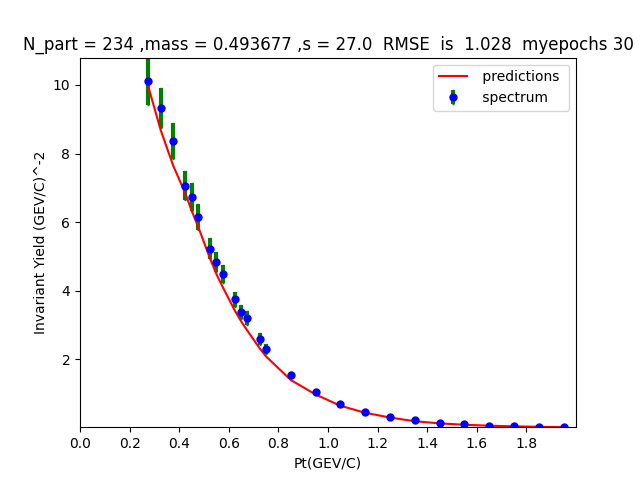 N_part = 234 ,mass = 0.493677 ,s = 27.0  RMSE  is  1.028  myepochs 30
predictions
spectrum
Invariant Yield (GEV/C)^-2
10
8
6
4
2
0.0 0.2 0.4 0.6 0.8 1.0 1.2 1.4 1.6 1.8
Pt(GEV/C)